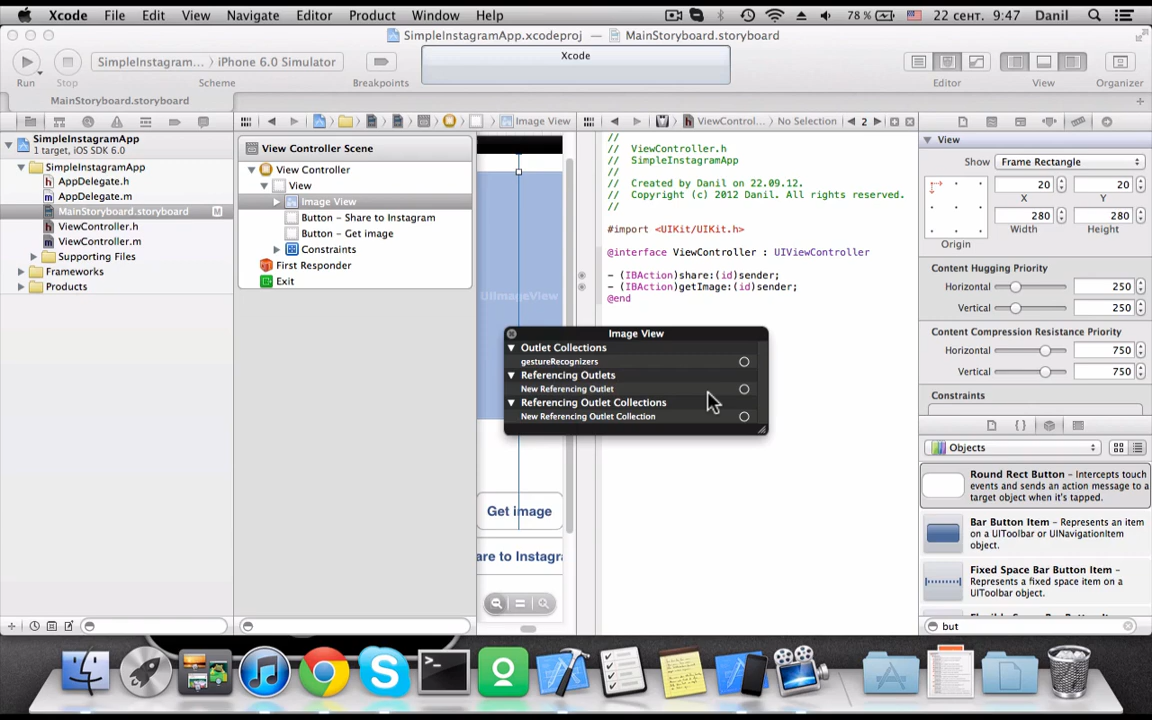 Xcode File Edit View Navigate Editor Product Window Help 78 % 22 сент. 9:47 Danil
SimpleInstagramApp.xcodeproj — MainStoryboard.storyboard
Xcode
SimpleInstagram... iPhone 6.0 Simulator
Run Stop Scheme Breakpoints Editor View Organizer
MainStoryboard.storyboard
Image View
ViewControl... No Selection 2
SimpleInstagramApp
1 target, iOS SDK 6.0
SimpleInstagramApp
AppDelegate.h
AppDelegate.m
MainStoryboard.storyboard M
ViewController.h
ViewController.m
Supporting Files
Frameworks
Products
View Controller Scene
View Controller
View
Image View
Button – Share to Instagram
Button – Get image
Constraints
First Responder
Exit
UIImageView
Get image
are to Instagra
//
// ViewController.h
// SimpleInstagramApp
//
// Created by Danil on 22.09.12.
// Copyright (c) 2012 Danil. All rights reserved.
//
#import <UIKit/UIKit.h>
@interface ViewController : UIViewController
- (IBAction)share:(id)sender;
- (IBAction)getImage:(id)sender;
@end
Image View
Outlet Collections
gestureRecognizers
Referencing Outlets
New Referencing Outlet
Referencing Outlet Collections
New Referencing Outlet Collection
View
Show Frame Rectangle
20 20
X Y
280 280
Origin Width Height
Content Hugging Priority
Horizontal 250
Vertical 250
Content Compression Resistance Priority
Horizontal 750
Vertical 750
Constraints
{ }
Objects
Round Rect Button – Intercepts touch
events and sends an action message to a
target object when it's tapped.
Bar Button Item – Represents an item
on a UIToolbar or UINavigationItem
object.
Fixed Space Bar Button Item –
Represents a fixed space item on a
UIToolbar object.
but